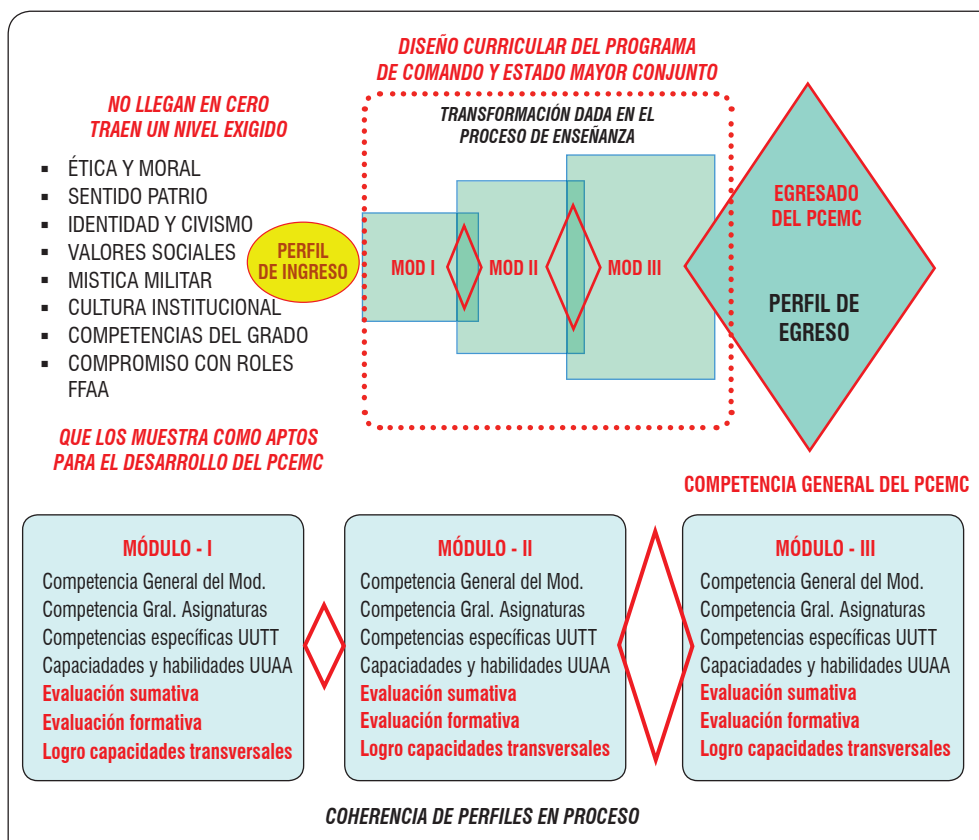 DISEÑO CURRICULAR DEL PROGRAMA
DE COMANDO Y ESTADO MAYOR CONJUNTO
NO LLEGAN EN CERO
TRAEN UN NIVEL EXIGIDO
▪ ÉTICA Y MORAL
▪ SENTIDO PATRIO
▪ IDENTIDAD Y CIVISMO
▪ VALORES SOCIALES
▪ MISTICA MILITAR
▪ CULTURA INSTITUCIONAL
▪ COMPETENCIAS DEL GRADO
▪ COMPROMISO CON ROLES
FFAA
QUE LOS MUESTRA COMO APTOS
PARA EL DESARROLLO DEL PCEMC
PERFIL
DE INGRESO
TRANSFORMACIÓN DADA EN EL
PROCESO DE ENSEÑANZA
MOD I
MOD II
MOD III
EGRESADO
DEL PCEMC
PERFIL DE
EGRESO
COMPETENCIA GENERAL DEL PCEMC
MÓDULO - I
Competencia General del Mod.
Competencia Gral. Asignaturas
Competencias específicas UUTT
Capaciadades y habilidades UUAA
Evaluación sumativa
Evaluación formativa
Logro capacidades transversales
MÓDULO - II
Competencia General del Mod.
Competencia Gral. Asignaturas
Competencias específicas UUTT
Capaciadades y habilidades UUAA
Evaluación sumativa
Evaluación formativa
Logro capacidades transversales
MÓDULO - III
Competencia General del Mod.
Competencia Gral. Asignaturas
Competencias específicas UUTT
Capaciadades y habilidades UUAA
Evaluación sumativa
Evaluación formativa
Logro capacidades transversales
COHERENCIA DE PERFILES EN PROCESO